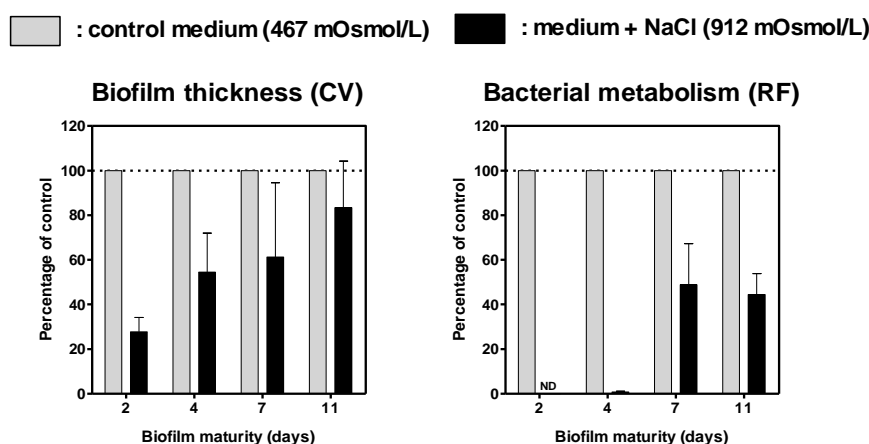 : control medium (467 mOsmol/L)
: medium + NaCl (912 mOsmol/L)
Biofilm thickness (CV)
Percentage of control
120
100
80
60
40
20
0
2 4 7 11
Biofilm maturity (days)
Bacterial metabolism (RF)
Percentage of control
120
100
80
60
40
20
0
ND
2 4 7 11
Biofilm maturity (days)